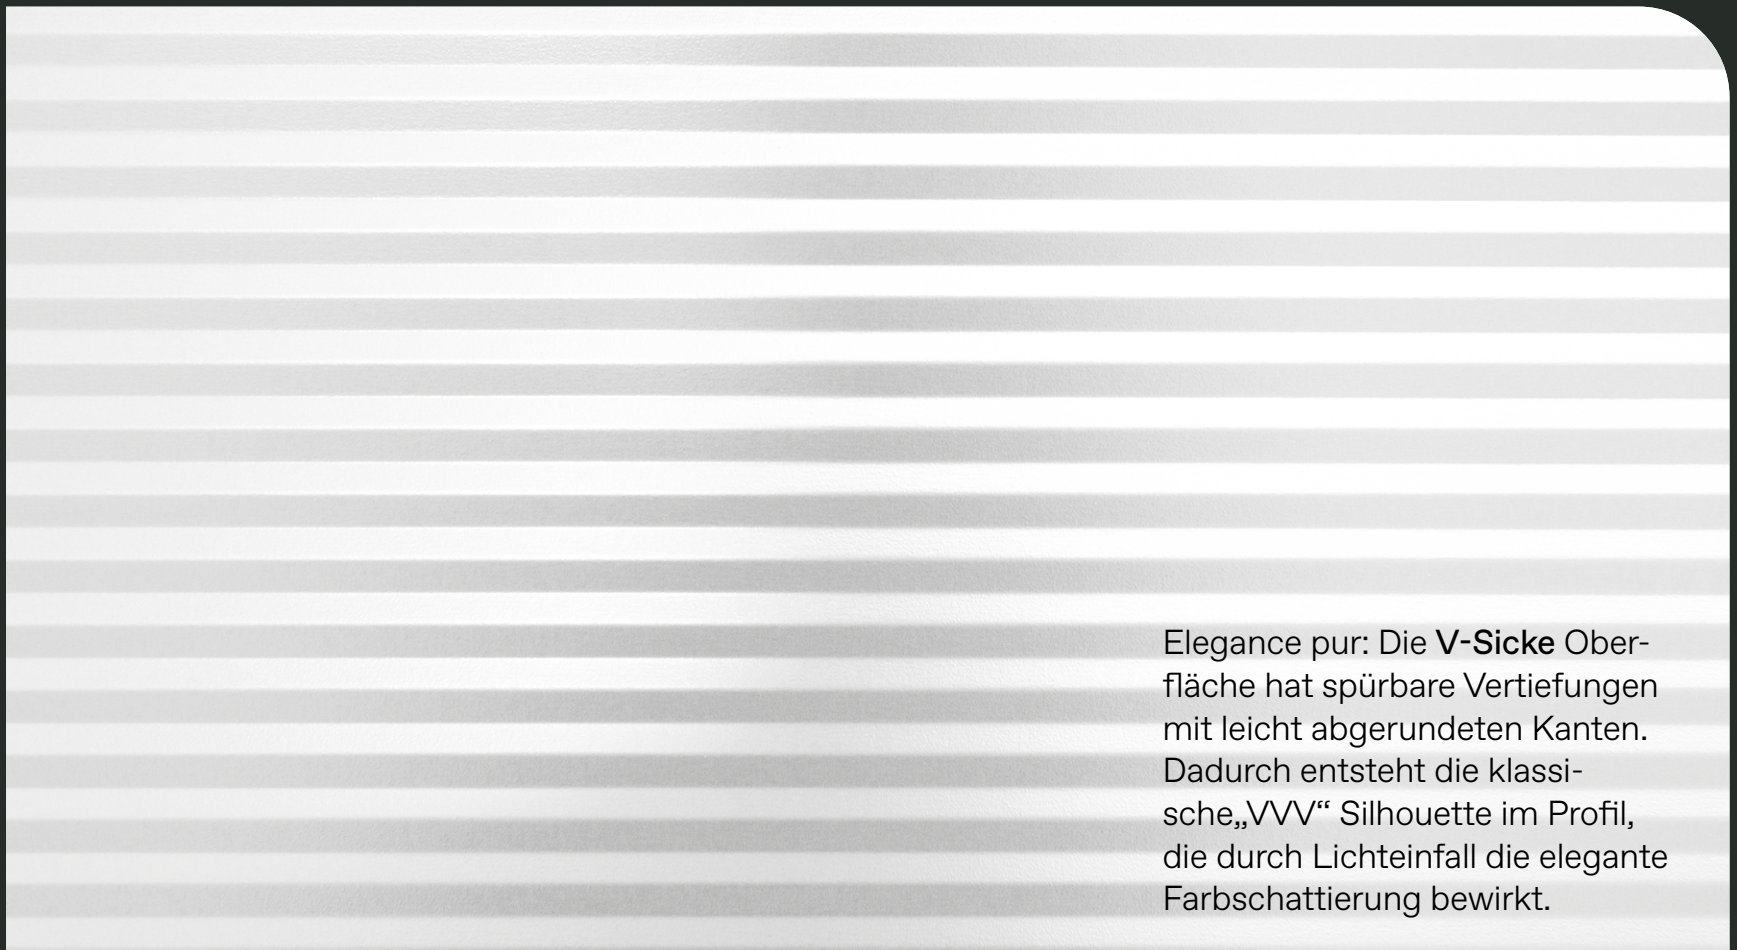 Elegance pur: Die V-Sicke Ober-
fläche hat spürbare Vertiefungen
mit leicht abgerundeten Kanten.
Dadurch entsteht die klassi-
sche„VVV“ Silhouette im Profil,
die durch Lichteinfall die elegante
Farbschattierung bewirkt.